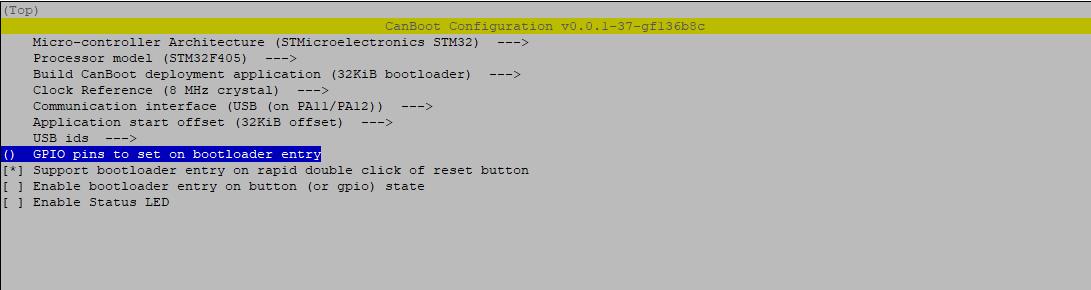 (Top)
CanBoot Configuration v0.0.1-37-gf136b8c
Micro-controller Architecture (STMicroelectronics STM32)  --->
Processor model (STM32F405)  --->
Build CanBoot deployment application (32KiB bootloader)  --->
Clock Reference (8 MHz crystal)  --->
Communication interface (USB (on PA11/PA12))  --->
Application start offset (32KiB offset)  --->
USB ids  --->
()  GPIO pins to set on bootloader entry
[*] Support bootloader entry on rapid double click of reset button
[ ] Enable bootloader entry on button (or gpio) state
[ ] Enable Status LED